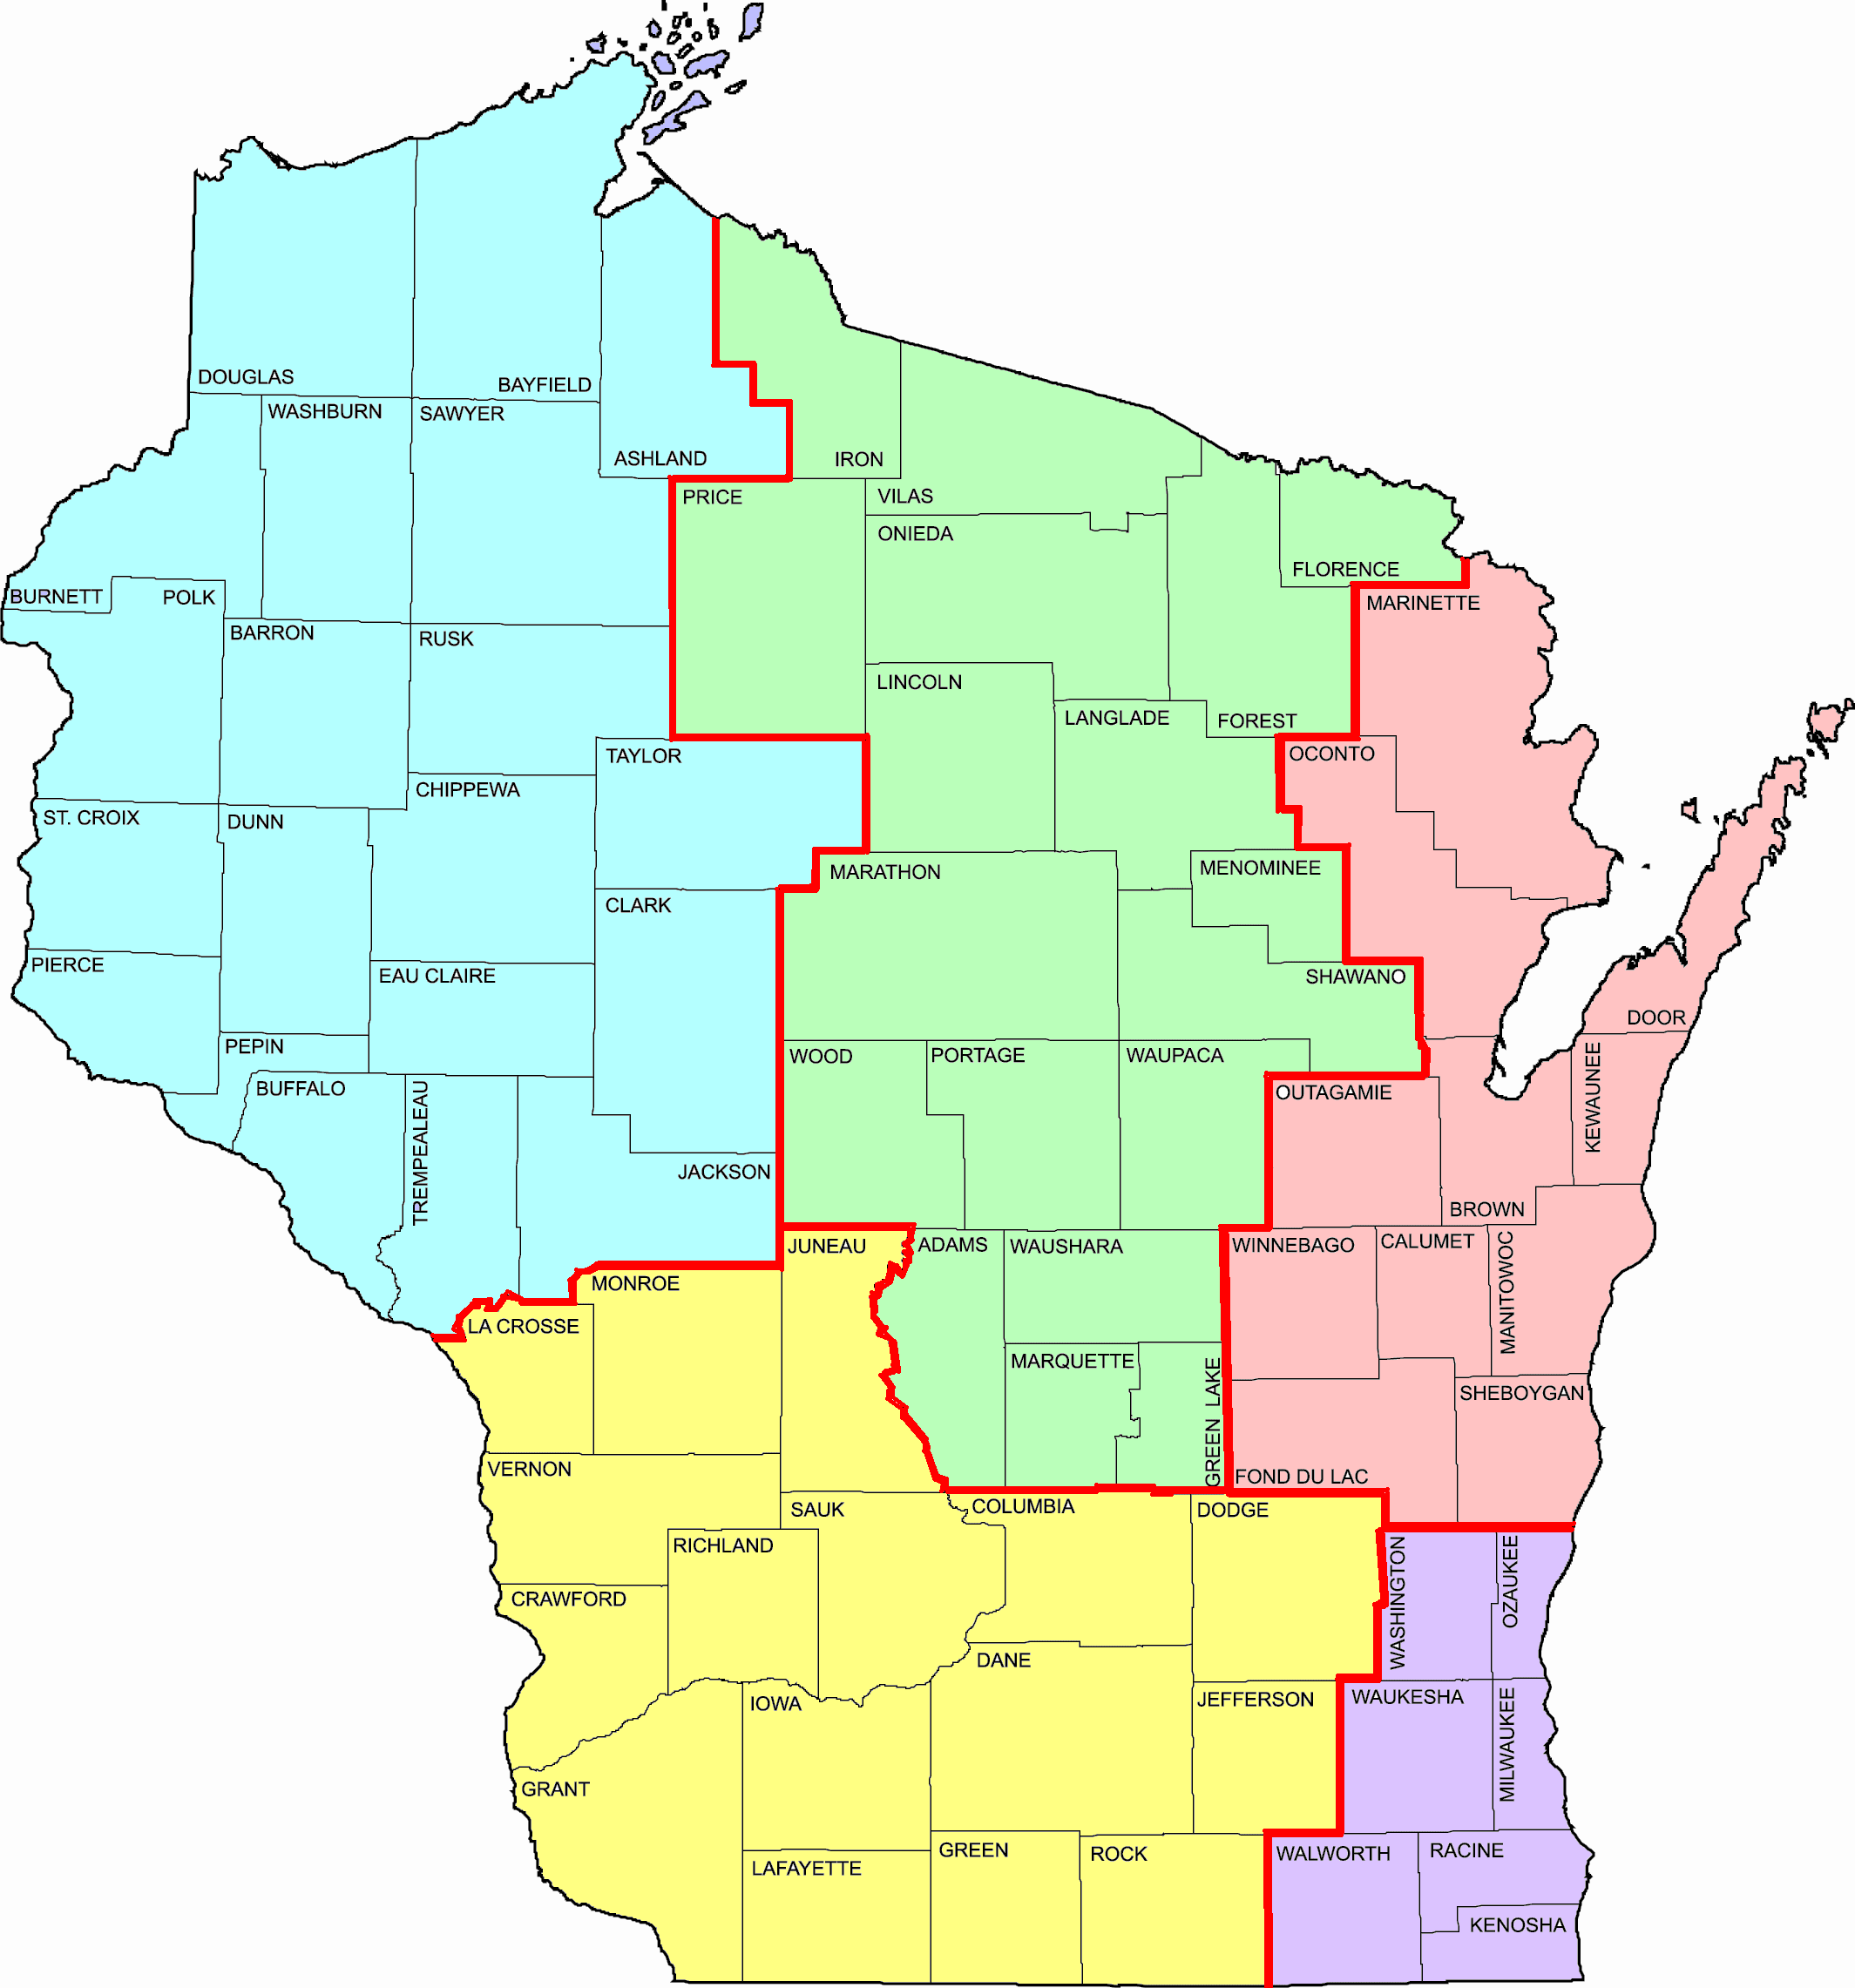 DOUGLAS
BAYFIELD
WASHBURN
SAWYER
ASHLAND
IRON
PRICE
VILAS
ONIEDA
FLORENCE
BURNETT
POLK
MARINETTE
BARRON
RUSK
LINCOLN
LANGLADE
FOREST
OCONTO
TAYLOR
CHIPPEWA
ST. CROIX
DUNN
MARATHON
MENOMINEE
CLARK
PIERCE
EAU CLAIRE
SHAWANO
DOOR
PEPIN
WOOD
PORTAGE
WAUPACA
BUFFALO
OUTAGAMIE
KEWAUNEE
TREMPEALEAU
JACKSON
BROWN
JUNEAU
ADAMS
WAUSHARA
WINNEBAGO
CALUMET
MANITOWOC
MONROE
LA CROSSE
MARQUETTE
GREEN LAKE
SHEBOYGAN
VERNON
FOND DU LAC
SAUK
COLUMBIA
DODGE
RICHLAND
WASHINGTON
OZAUKEE
CRAWFORD
DANE
IOWA
JEFFERSON
WAUKESHA
MILWAUKEE
GRANT
GREEN
ROCK
WALWORTH
RACINE
LAFAYETTE
KENOSHA